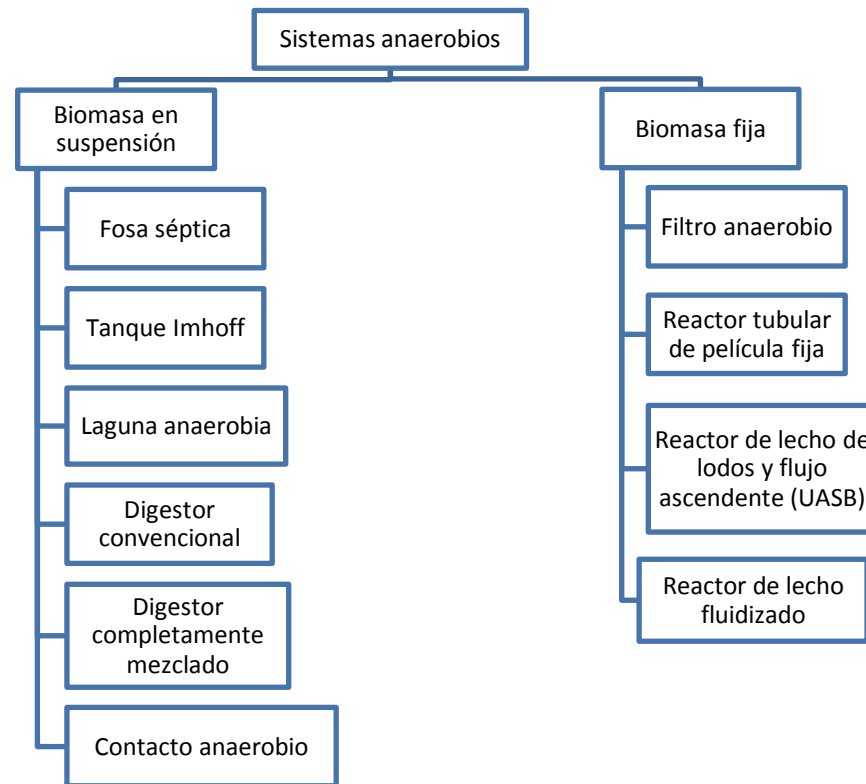 Sistemas anaerobios
Biomasa en
suspensión
Fosa séptica
Tanque Imhoff
Laguna anaerobia
Digestor
convencional
Digestor
completamente
mezclado
Contacto anaerobio
Biomasa fija
Filtro anaerobio
Reactor tubular
de película fija
Reactor de lecho de
lodos y flujo
ascendente (UASB)
Reactor de lecho
fluidizado